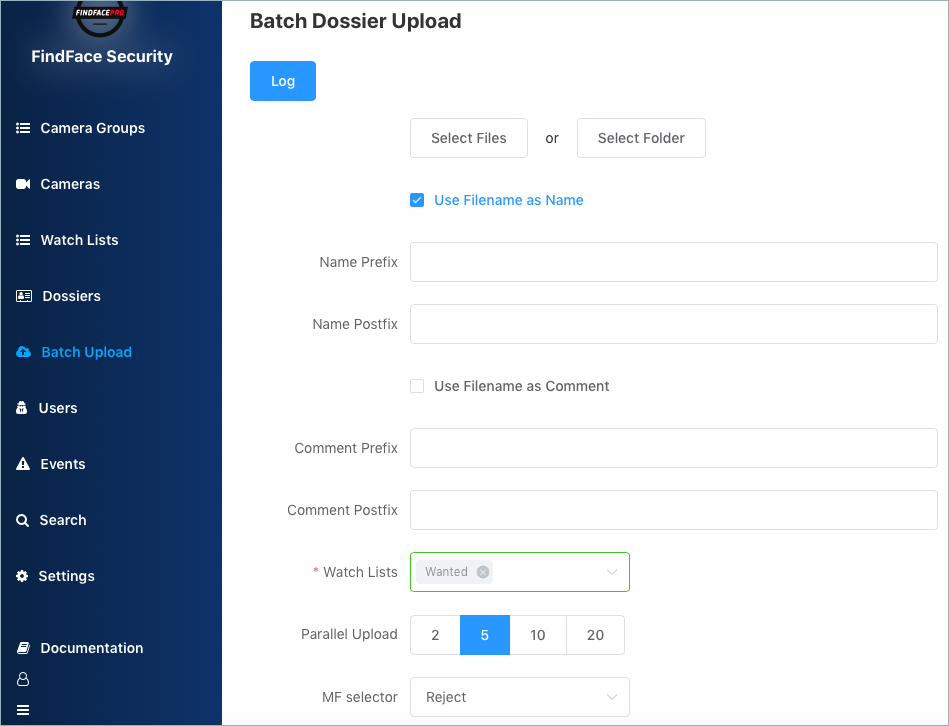 FINDFACEPRO
FindFace Security
Camera Groups
Cameras
Watch Lists
Dossiers
Batch Upload
Users
Events
Search
Settings
Documentation
Batch Dossier Upload
Log
Select Files or Select Folder
Use Filename as Name
Name Prefix
Name Postfix
Use Filename as Comment
Comment Prefix
Comment Postfix
* Watch Lists Wanted
Parallel Upload 2 5 10 20
MF selector Reject